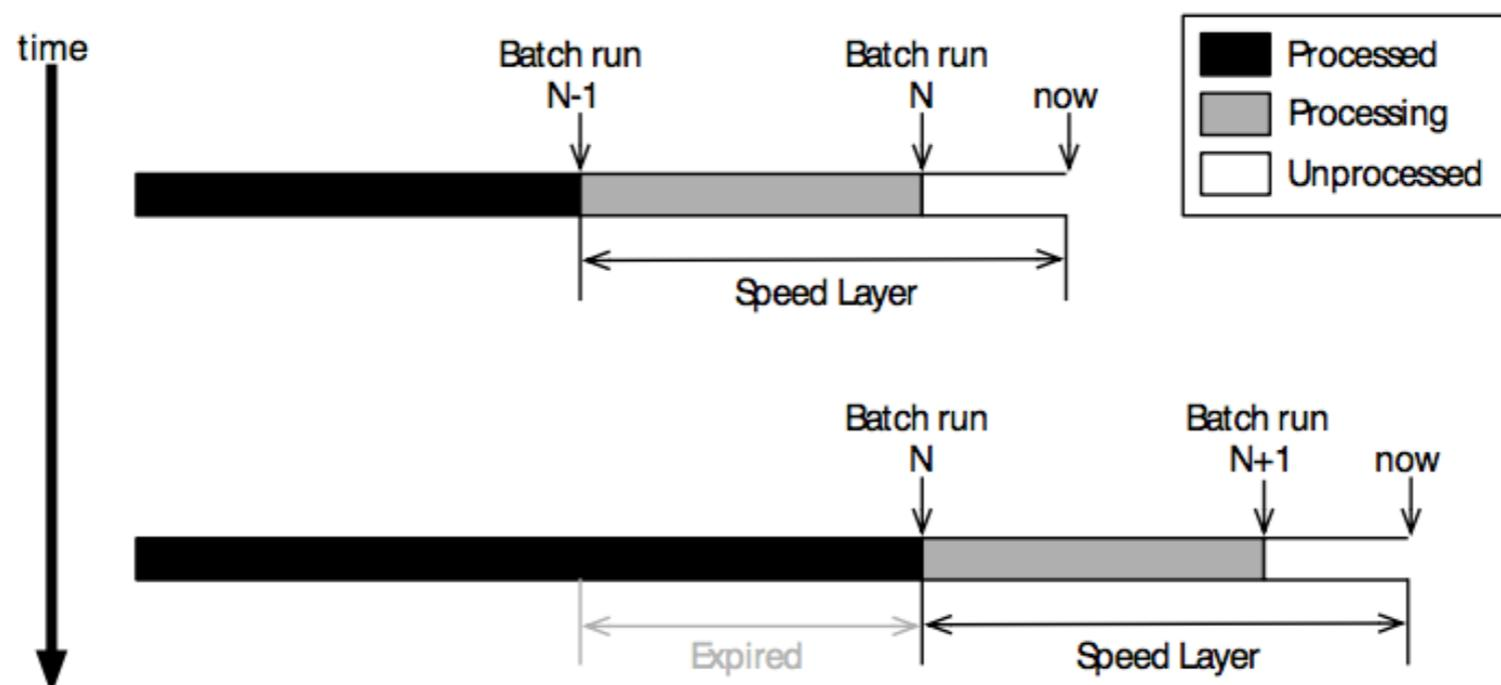 time
Batch run
N-1
Batch run
N
now
Processed
Processing
Unprocessed
Speed Layer
Batch run
N
Batch run
N+1
now
Expired
Speed Layer